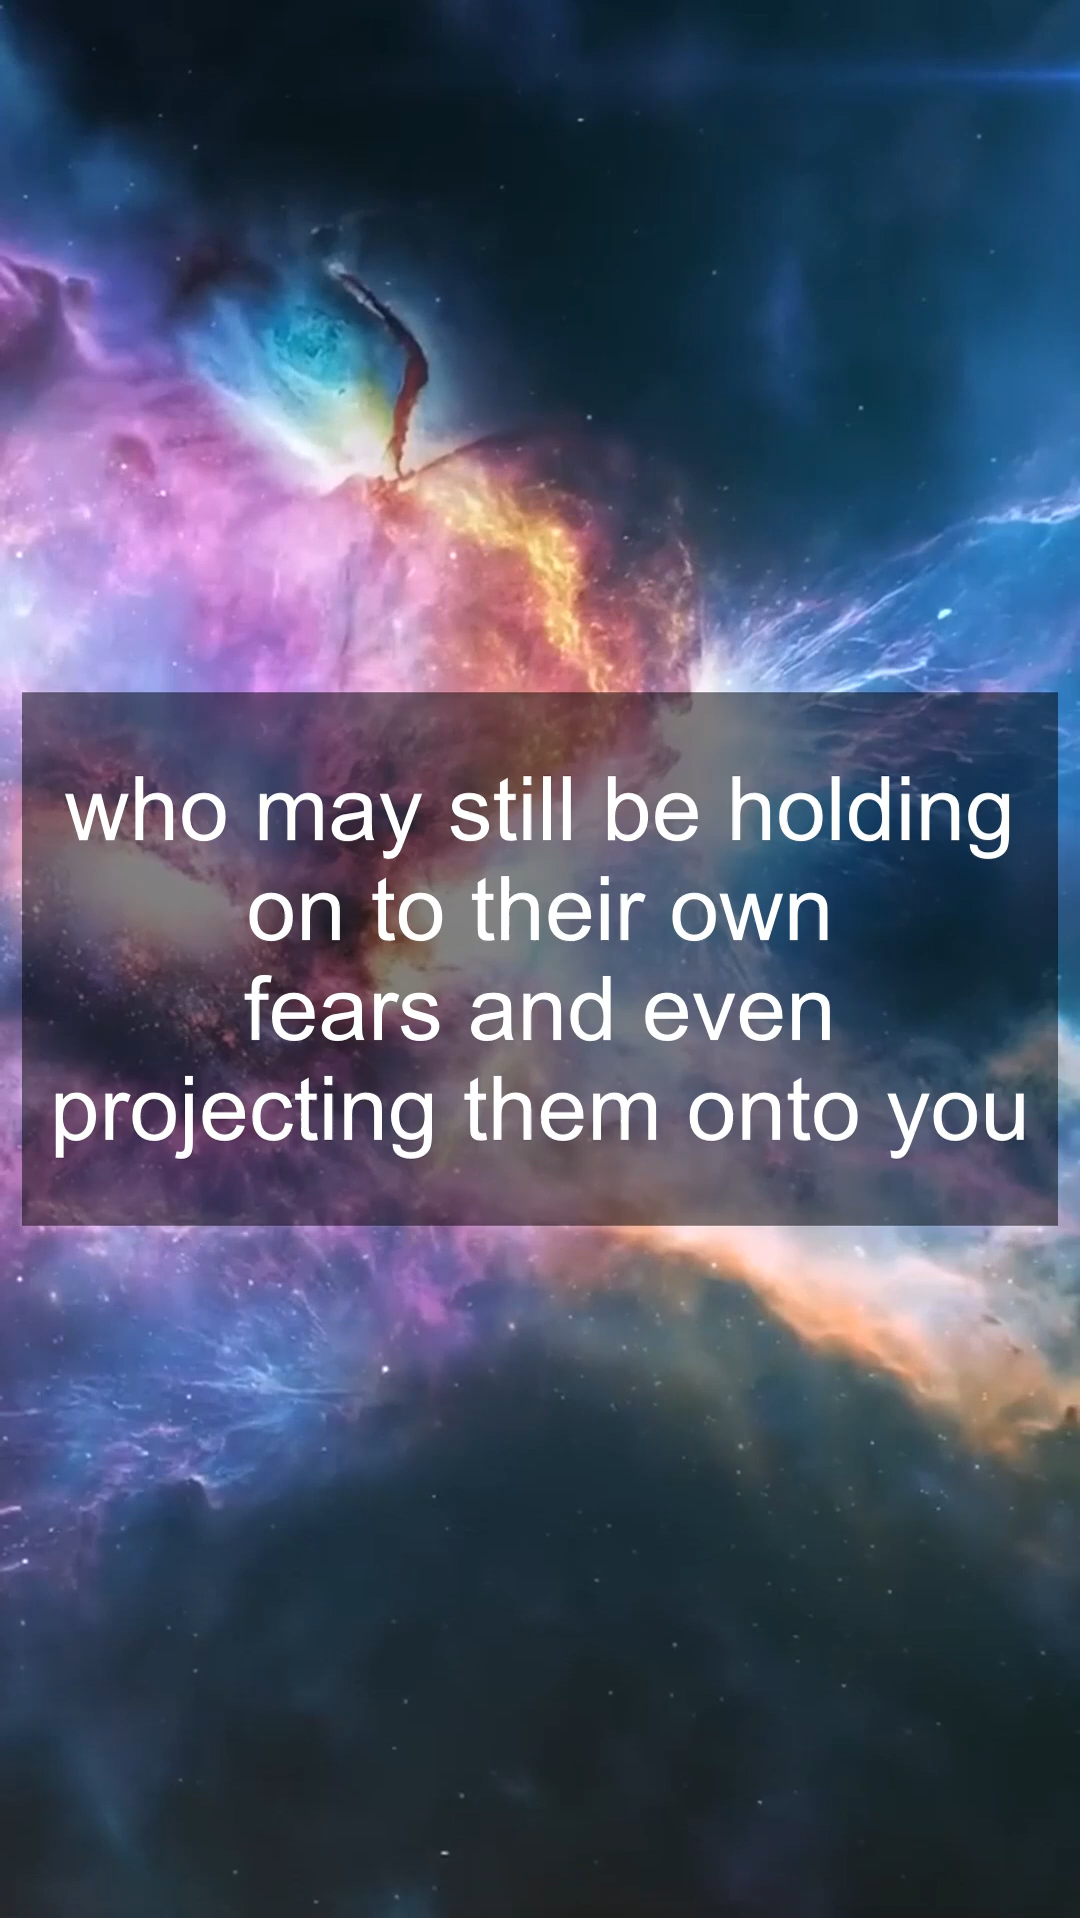 who may still be holding
on to their own
fears and even
projecting them onto you